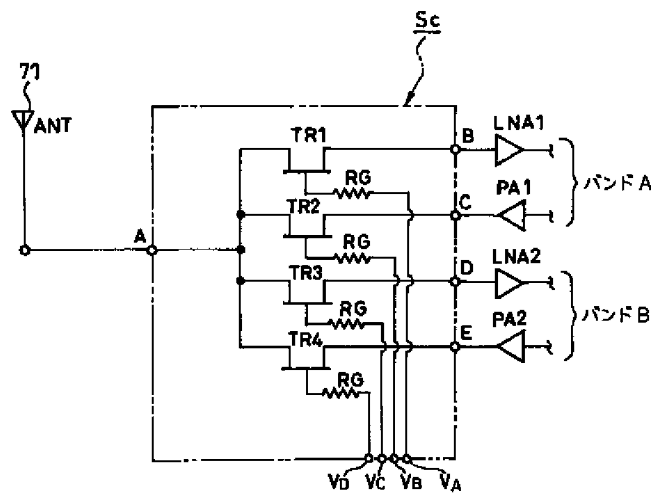 Sc
71
ANT
A
TR1
RG
B
LNA1
TR2
RG
C
PA1
バンドA
TR3
RG
D
LNA2
TR4
RG
E
PA2
バンドB
VD
VC
VB
VA